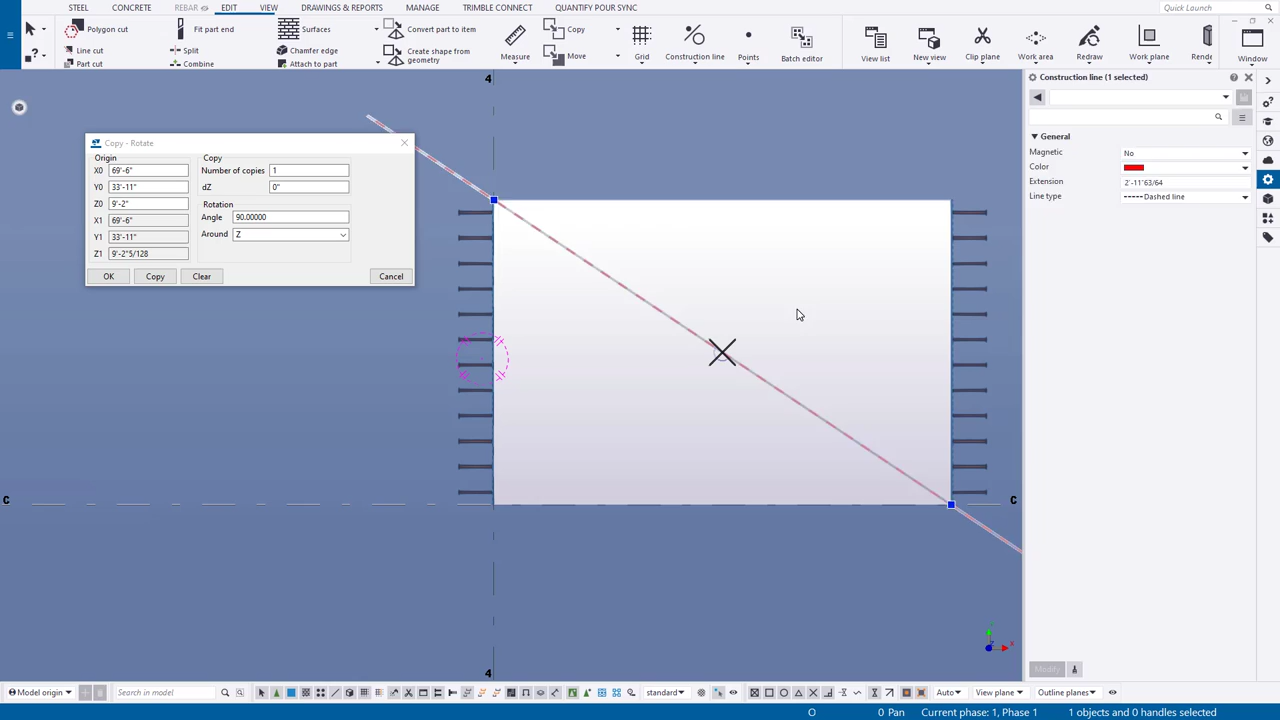 STEEL CONCRETE REBAR EDIT VIEW DRAWINGS & REPORTS MANAGE TRIMBLE CONNECT QUANTIFY POUR SYNC Quick Launch
Polygon cut Fit part end Surfaces Convert part to item Copy
Line cut Split Chamfer edge Create shape from geometry
Part cut Combine Attach to part Measure Move Grid Construction line Points Batch editor View list New view Clip plane Work area Redraw Work plane Rende Window
4
Construction line (1 selected)
Copy - Rotate
Origin Copy
X0 69'-6" Number of copies 1
Y0 33'-11" dZ 0"
Z0 9'-2" Rotation
X1 69'-6" Angle 90.00000
Y1 33'-11" Around Z
Z1 9'-2"5/128
OK Copy Clear Cancel
General
Magnetic No
Color
Extension 2'-11"63/64
Line type Dashed line
C C
4
x
Modify
Model origin Search in model standard Auto View plane Outline planes
O 0 Pan Current phase: 1, Phase 1 1 objects and 0 handles selected